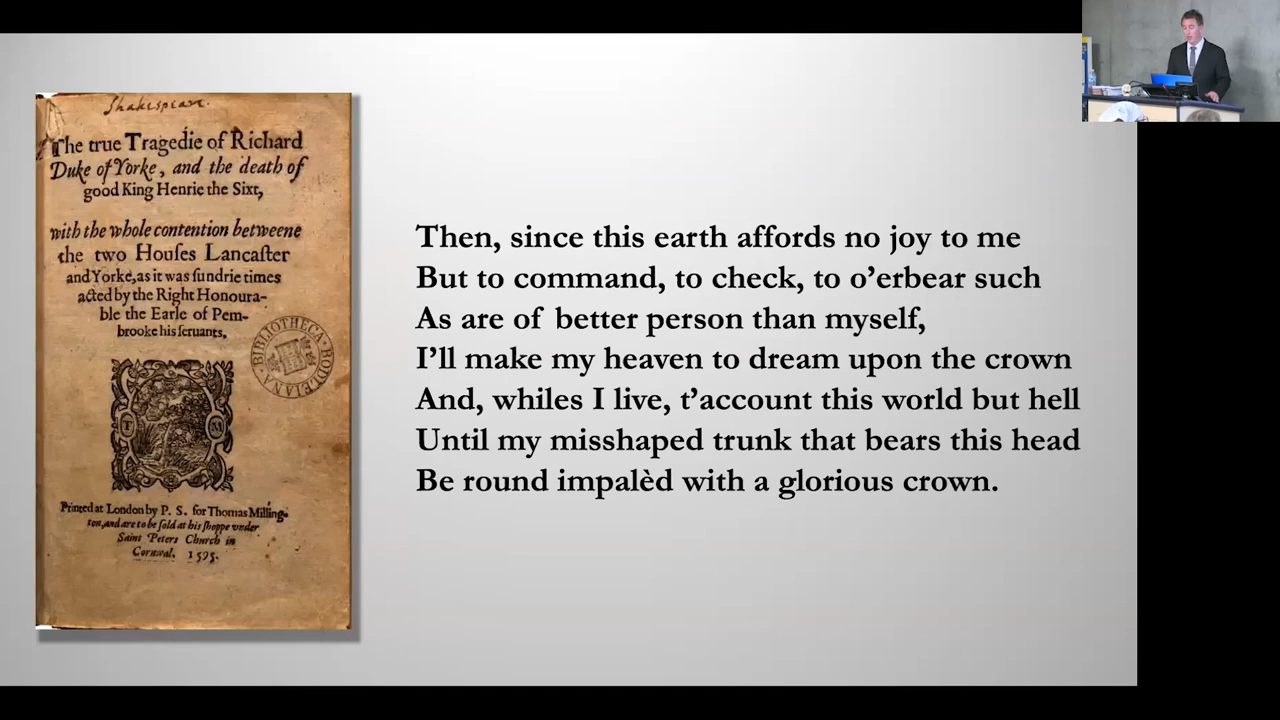 Shakespear.
The true Tragedie of Richard
Duke of Yorke, and the death of
good King Henrie the Sixt,
with the whole contention betweene
the two Houſes Lancaſter
and Yorke, as it was ſundrie times
acted by the Right Honoura-
ble the Earle of Pem-
brooke his ſeruants.
BIBLIOTHECA BODLEIANA
T M
Printed at London by P. S. for Thomas Milling-
ton, and are to be ſold at his ſhoppe vnder
Saint Peters Church in
Cornwal. 1595.
Then, since this earth affords no joy to me
But to command, to check, to o’erbear such
As are of better person than myself,
I’ll make my heaven to dream upon the crown
And, whiles I live, t’account this world but hell
Until my misshaped trunk that bears this head
Be round impalèd with a glorious crown.